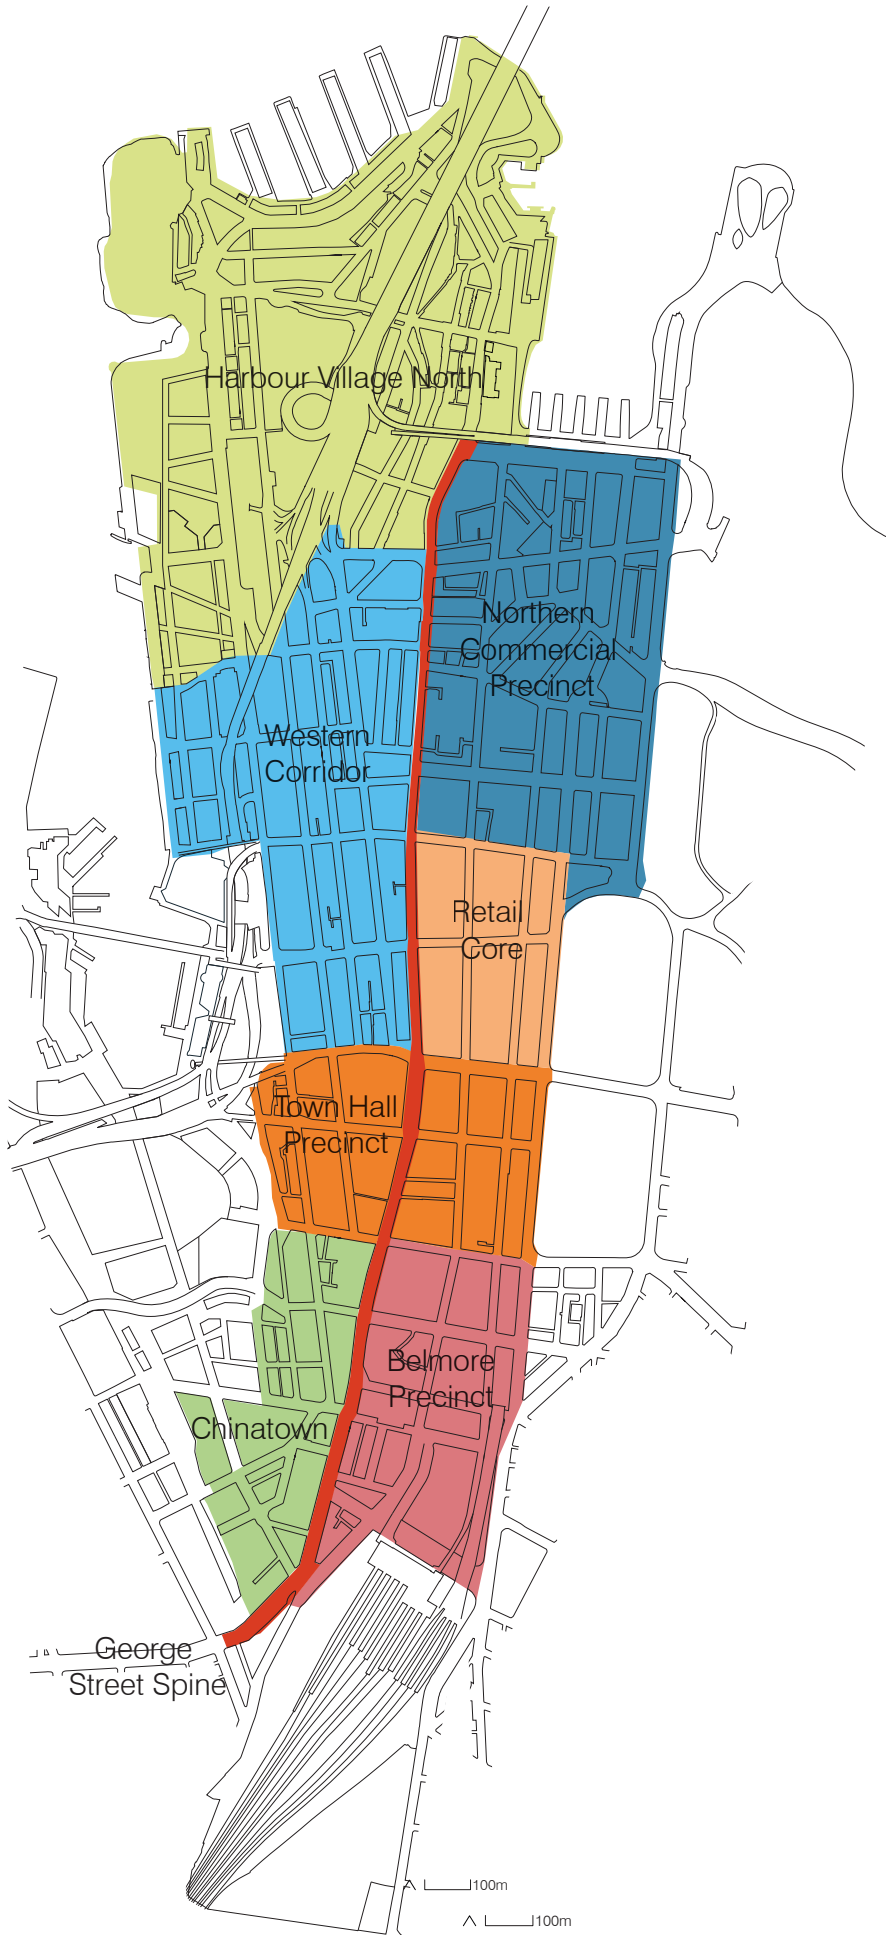 Harbour Village North
Northern
Commercial
Precinct
Western
Corridor
Retail
Core
Town Hall
Precinct
Belmore
Precinct
Chinatown
George
Street Spine
100m
100m